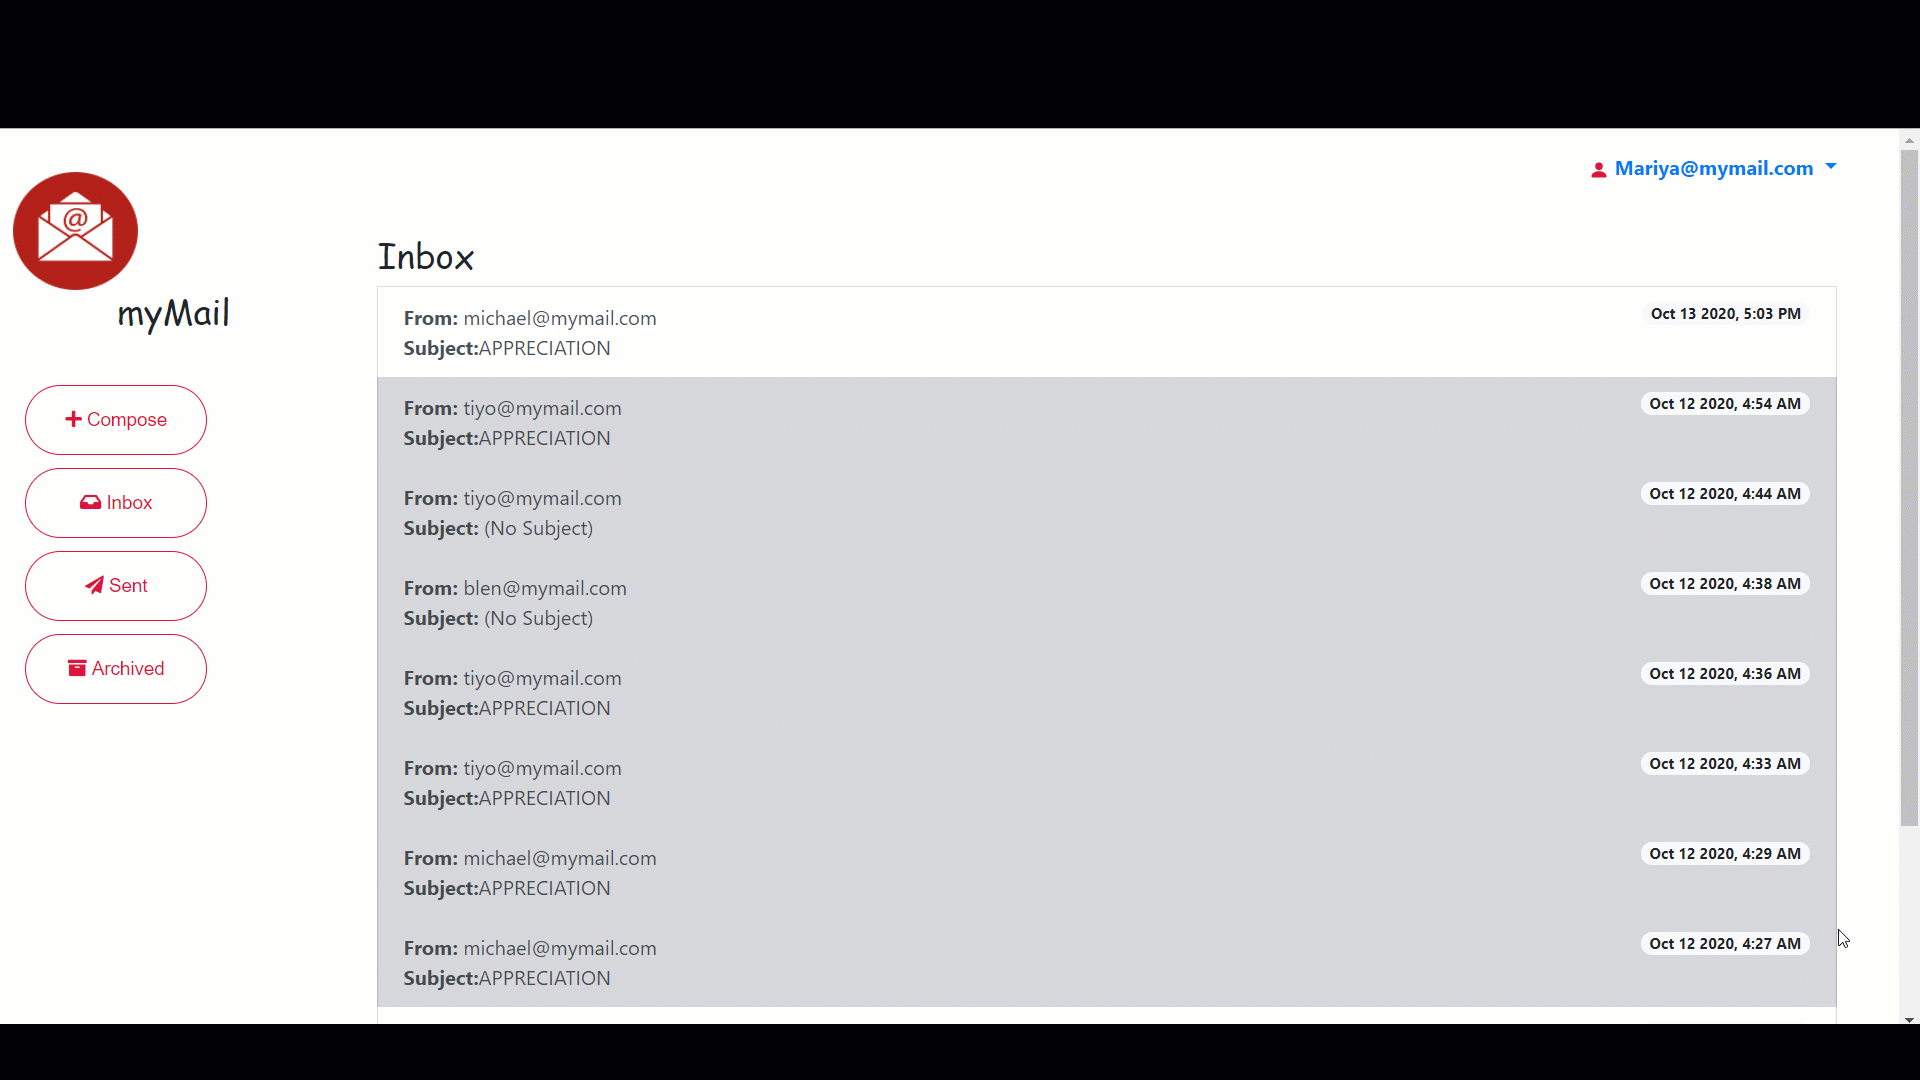 Mariya@mymail.com
@
myMail
Compose
Inbox
Sent
Archived
Inbox
From: michael@mymail.com Oct 13 2020, 5:03 PM
Subject:APPRECIATION
From: tiyo@mymail.com Oct 12 2020, 4:54 AM
Subject:APPRECIATION
From: tiyo@mymail.com Oct 12 2020, 4:44 AM
Subject: (No Subject)
From: blen@mymail.com Oct 12 2020, 4:38 AM
Subject: (No Subject)
From: tiyo@mymail.com Oct 12 2020, 4:36 AM
Subject:APPRECIATION
From: tiyo@mymail.com Oct 12 2020, 4:33 AM
Subject:APPRECIATION
From: michael@mymail.com Oct 12 2020, 4:29 AM
Subject:APPRECIATION
From: michael@mymail.com Oct 12 2020, 4:27 AM
Subject:APPRECIATION